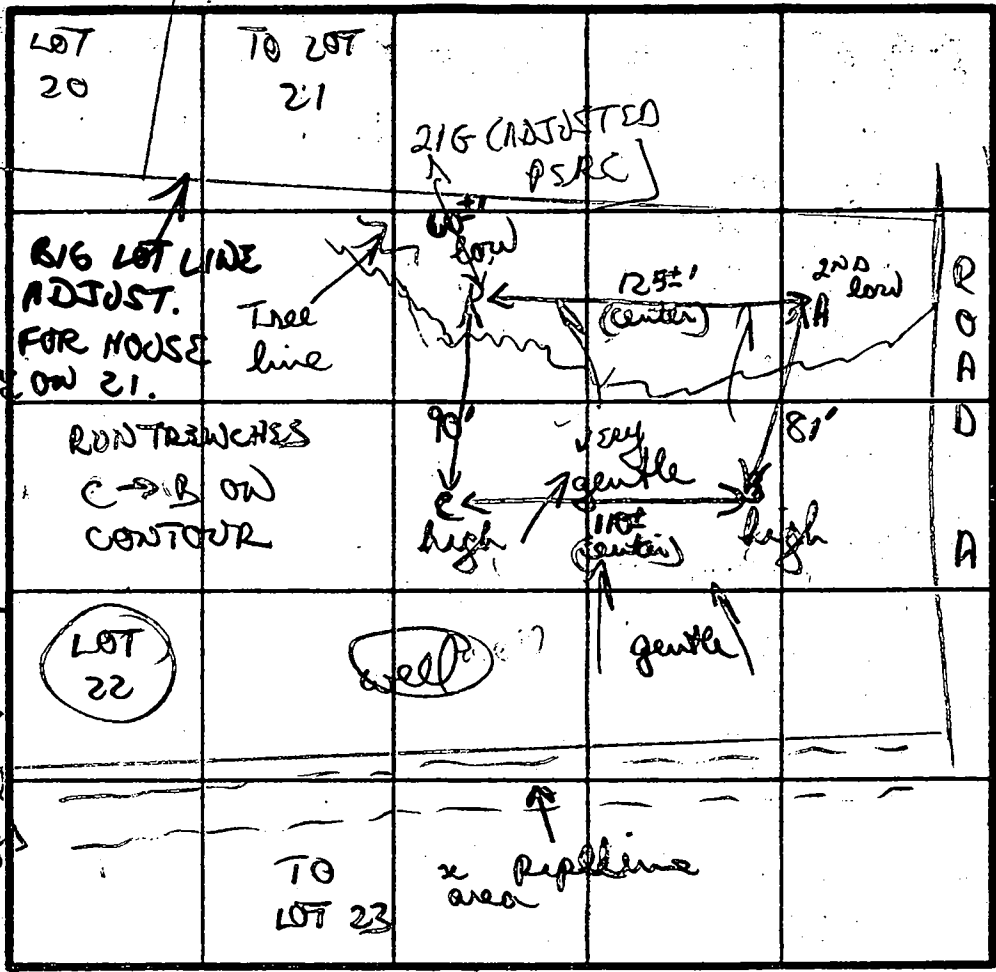 LOT
20
TO LOT
21
21G (ADJUSTED
60±'
low
BIG LOT LINE
ADJUST.
FOR HOUSE
ON 21.
Tree
line
125±'
(center)
2ND
low
A
ROAD A
RUN TRENCHES
C → B ON
CONTOUR
90'
very
gentle
81'
C
high
110±
(center)
high
LOT
22
well
gentle
TO
LOT 23
area
pipeline